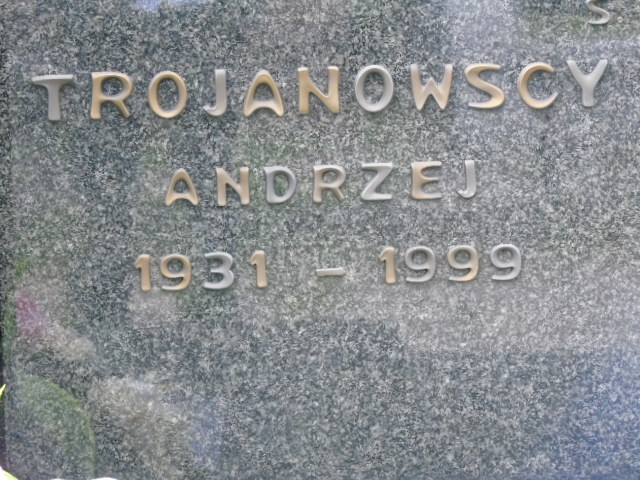 TROJANOWSCY
ANDRZEJ
1931 - 1999